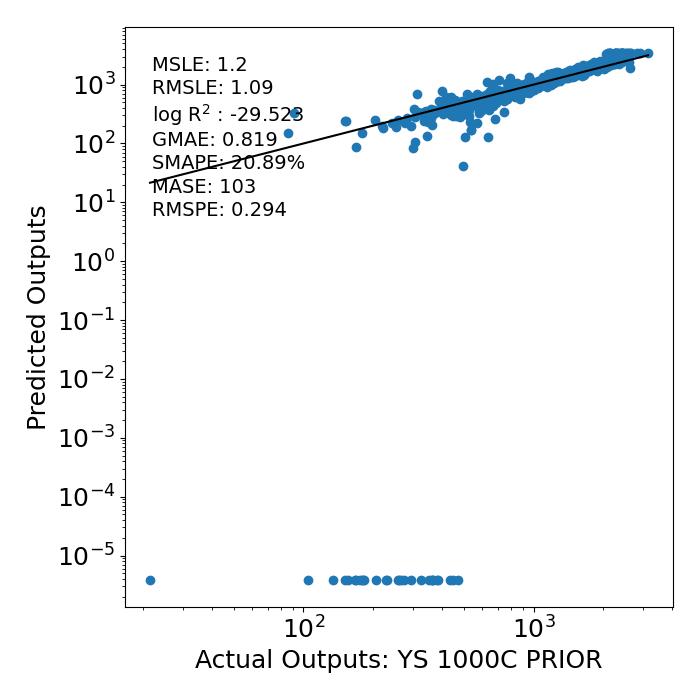 MSLE: 1.2
RMSLE: 1.09
log R² : -29.523
GMAE: 0.819
SMAPE: 20.89%
MASE: 103
RMSPE: 0.294
10³
10²
10¹
10⁰
10⁻¹
10⁻²
10⁻³
10⁻⁴
10⁻⁵
Predicted Outputs
10² 10³
Actual Outputs: YS 1000C PRIOR